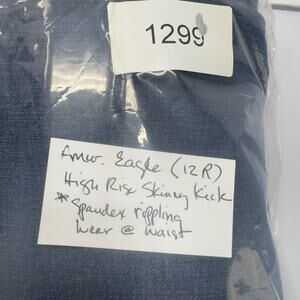 1299
Amer. Eagle (12R)
High Rise Skinny Kick
* Spandex rippling
wear @ waist